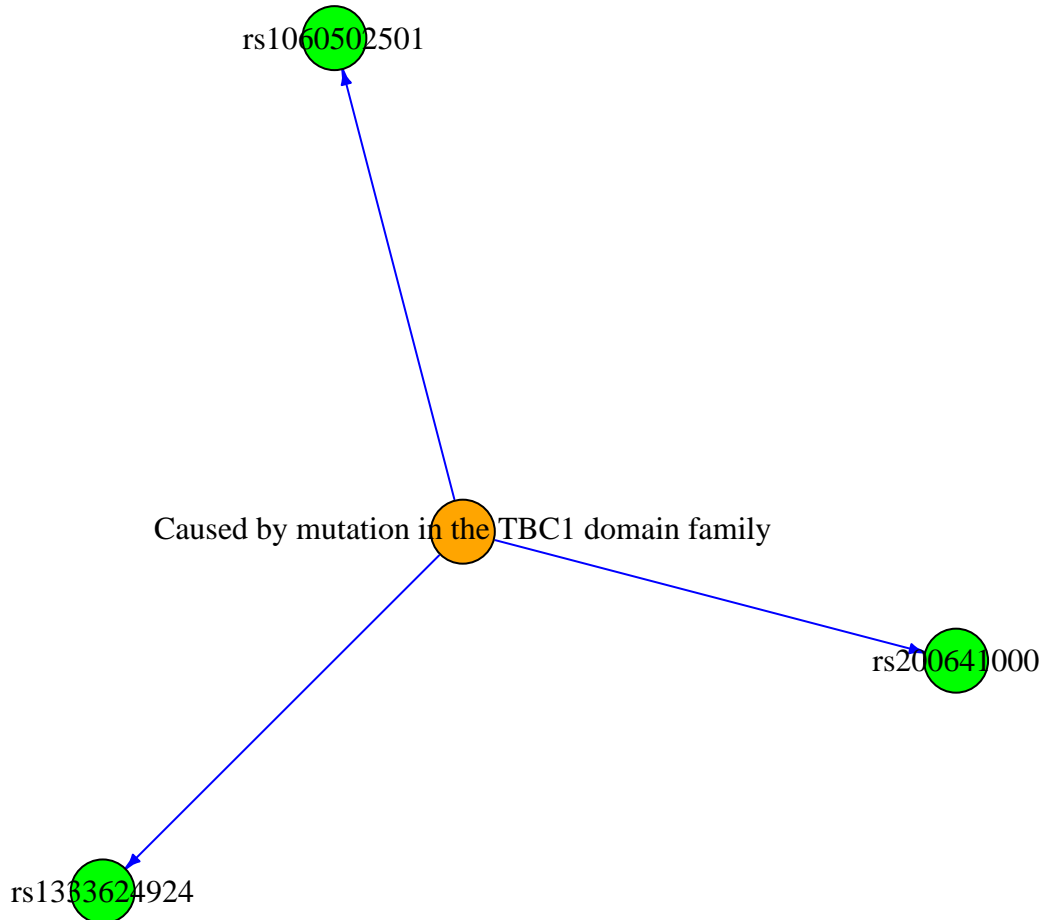 rs1060502501
Caused by mutation in the TBC1 domain family
rs200641000
rs1333624924